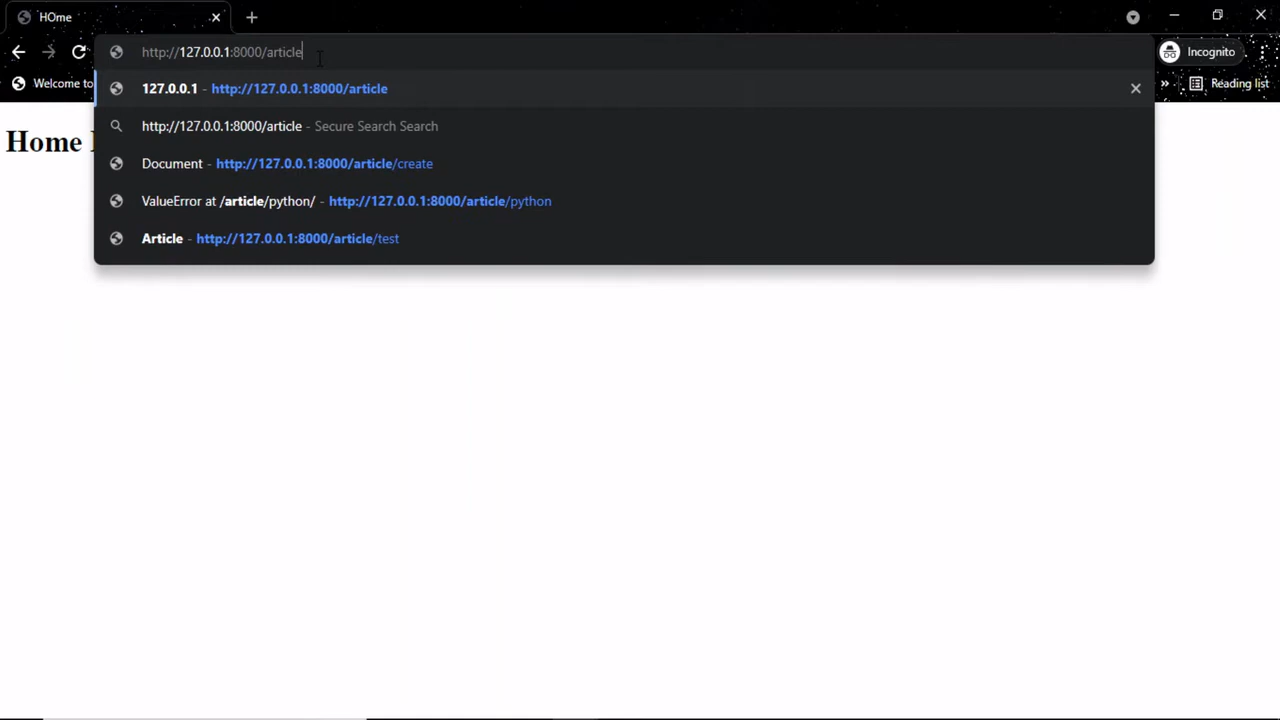 HOme
http://127.0.0.1:8000/article
Incognito
Welcome to
»
Reading list
127.0.0.1 - http://127.0.0.1:8000/article
http://127.0.0.1:8000/article - Secure Search Search
Document - http://127.0.0.1:8000/article/create
ValueError at /article/python/ - http://127.0.0.1:8000/article/python
Article - http://127.0.0.1:8000/article/test
Home